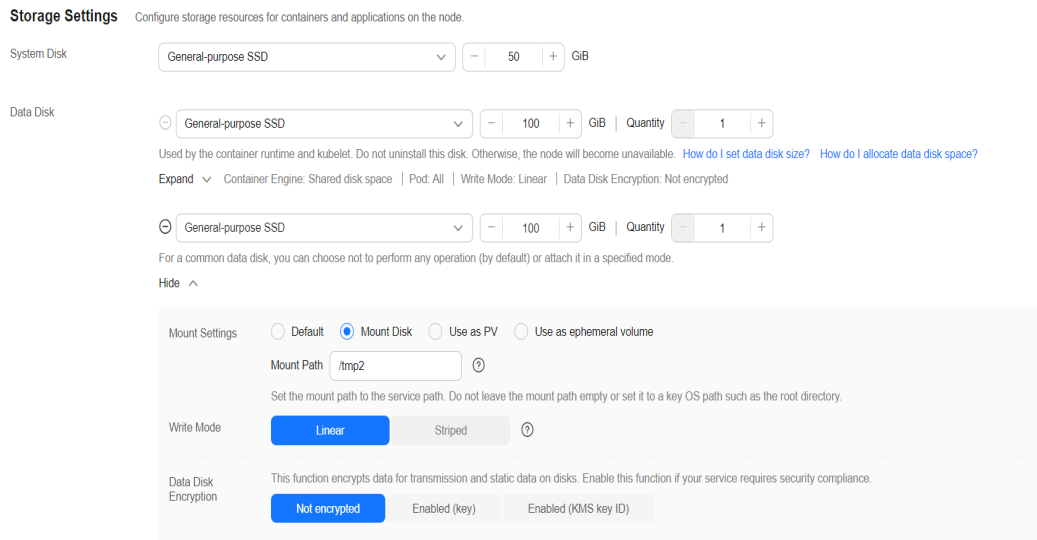 Storage Settings Configure storage resources for containers and applications on the node.
System Disk General-purpose SSD − 50 + GiB
Data Disk
General-purpose SSD − 100 + GiB | Quantity − 1 +
Used by the container runtime and kubelet. Do not uninstall this disk. Otherwise, the node will become unavailable. How do I set data disk size? How do I allocate data disk space?
Expand Container Engine: Shared disk space | Pod: All | Write Mode: Linear | Data Disk Encryption: Not encrypted
General-purpose SSD − 100 + GiB | Quantity − 1 +
For a common data disk, you can choose not to perform any operation (by default) or attach it in a specified mode.
Hide
Mount Settings Default Mount Disk Use as PV Use as ephemeral volume
Mount Path /tmp2 ?
Set the mount path to the service path. Do not leave the mount path empty or set it to a key OS path such as the root directory.
Write Mode Linear Striped ?
Data Disk Encryption This function encrypts data for transmission and static data on disks. Enable this function if your service requires security compliance.
Not encrypted Enabled (key) Enabled (KMS key ID)